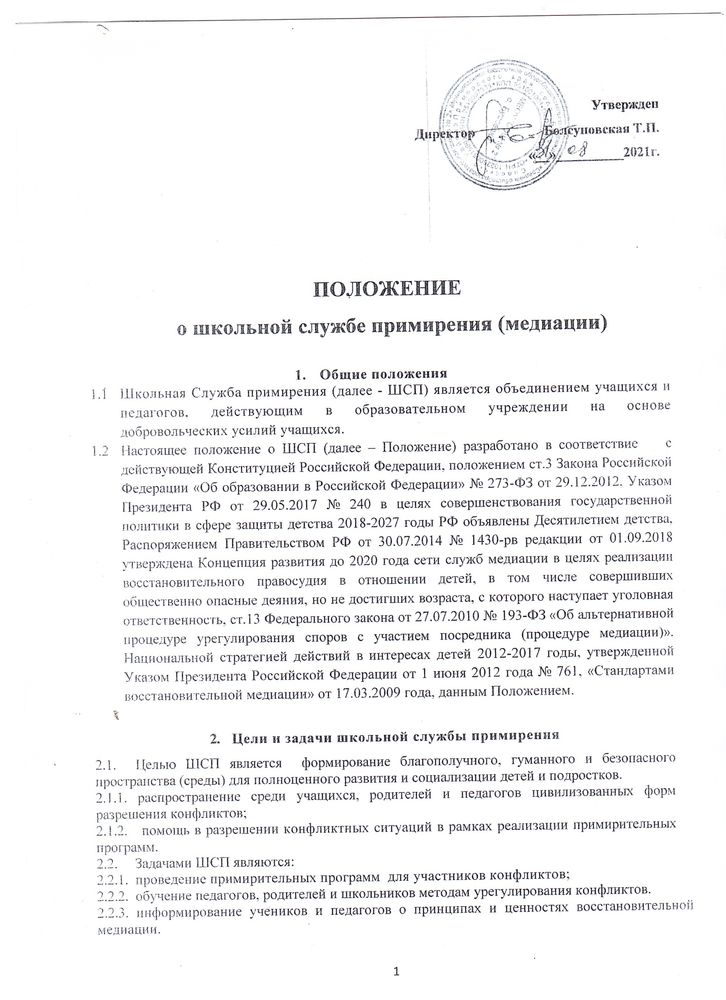 Утвержден
Директор Болсуновская Т.П.
«31» 08 2021г.
ПОЛОЖЕНИЕ
о школьной службе примирения (медиации)
1. Общие положения
1.1 Школьная Служба примирения (далее - ШСП) является объединением учащихся и
педагогов, действующим в образовательном учреждении на основе
добровольческих усилий учащихся.
1.2 Настоящее положение о ШСП (далее – Положение) разработано в соответствие с
действующей Конституцией Российской Федерации, положением ст.3 Закона Российской
Федерации «Об образовании в Российской Федерации» № 273-ФЗ от 29.12.2012, Указом
Президента РФ от 29.05.2017 № 240 в целях совершенствования государственной
политики в сфере защиты детства 2018-2027 годы РФ объявлены Десятилетием детства,
Распоряжением Правительством РФ от 30.07.2014 № 1430-рв редакции от 01.09.2018
утверждена Концепция развития до 2020 года сети служб медиации в целях реализации
восстановительного правосудия в отношении детей, в том числе совершивших
общественно опасные деяния, но не достигших возраста, с которого наступает уголовная
ответственность, ст.13 Федерального закона от 27.07.2010 № 193-ФЗ «Об альтернативной
процедуре урегулирования споров с участием посредника (процедуре медиации)».
Национальной стратегией действий в интересах детей 2012-2017 годы, утвержденной
Указом Президента Российской Федерации от 1 июня 2012 года № 761, «Стандартами
восстановительной медиации» от 17.03.2009 года, данным Положением.
2. Цели и задачи школьной службы примирения
2.1. Целью ШСП является формирование благополучного, гуманного и безопасного
пространства (среды) для полноценного развития и социализации детей и подростков.
2.1.1. распространение среди учащихся, родителей и педагогов цивилизованных форм
разрешения конфликтов;
2.1.2. помощь в разрешении конфликтных ситуаций в рамках реализации примирительных
программ.
2.2. Задачами ШСП являются:
2.2.1. проведение примирительных программ для участников конфликтов;
2.2.2. обучение педагогов, родителей и школьников методам урегулирования конфликтов.
2.2.3. информирование учеников и педагогов о принципах и ценностях восстановительной
медиации.
1